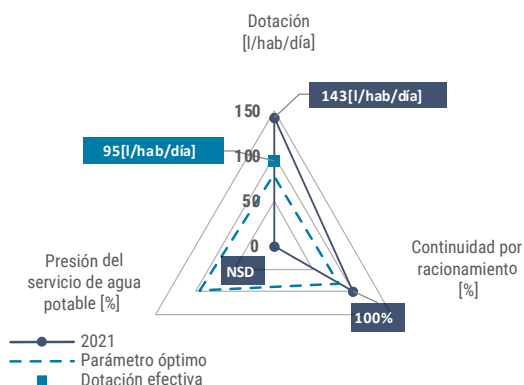 Dotación
[l/hab/día]
143[l/hab/día]
150
95[l/hab/día]
100
50
0
Presión del
servicio de agua
potable [%]
NSD
Continuidad por
racionamiento
[%]
100%
2021
Parámetro óptimo
Dotación efectiva